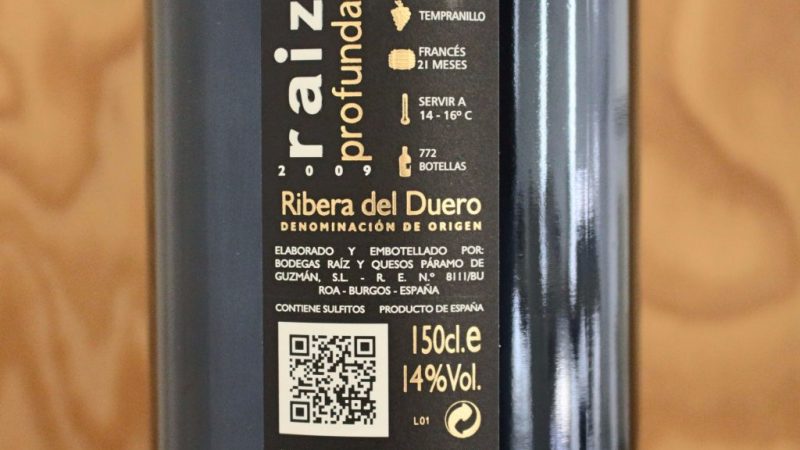 raiz
profunda
2009
TEMPRANILLO
FRANCÉS
21 MESES
SERVIR A
14 - 16º C
772
BOTELLAS
Ribera del Duero
DENOMINACIÓN DE ORIGEN
ELABORADO Y EMBOTELLADO POR:
BODEGAS RAÍZ Y QUESOS PÁRAMO DE
GUZMÁN, S.L. - R. E. N.º 8111/BU
ROA - BURGOS - ESPAÑA
CONTIENE SULFITOS PRODUCTO DE ESPAÑA
150cl.e
14%Vol.
L01